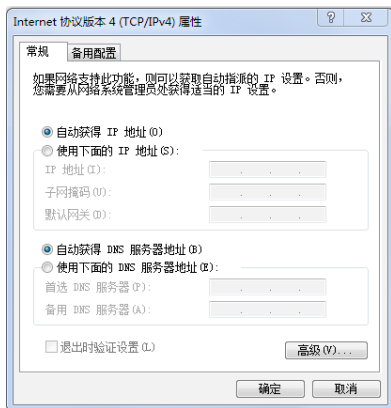 Internet 协议版本 4 (TCP/IPv4) 属性
常规 备用配置
如果网络支持此功能，则可以获取自动指派的 IP 设置。否则，
您需要从网络系统管理员处获得适当的 IP 设置。
自动获得 IP 地址(O)
使用下面的 IP 地址(S):
IP 地址(I):
子网掩码(U):
默认网关(D):
自动获得 DNS 服务器地址(B)
使用下面的 DNS 服务器地址(E):
首选 DNS 服务器(P):
备用 DNS 服务器(A):
退出时验证设置(L)
高级(V)...
确定 取消